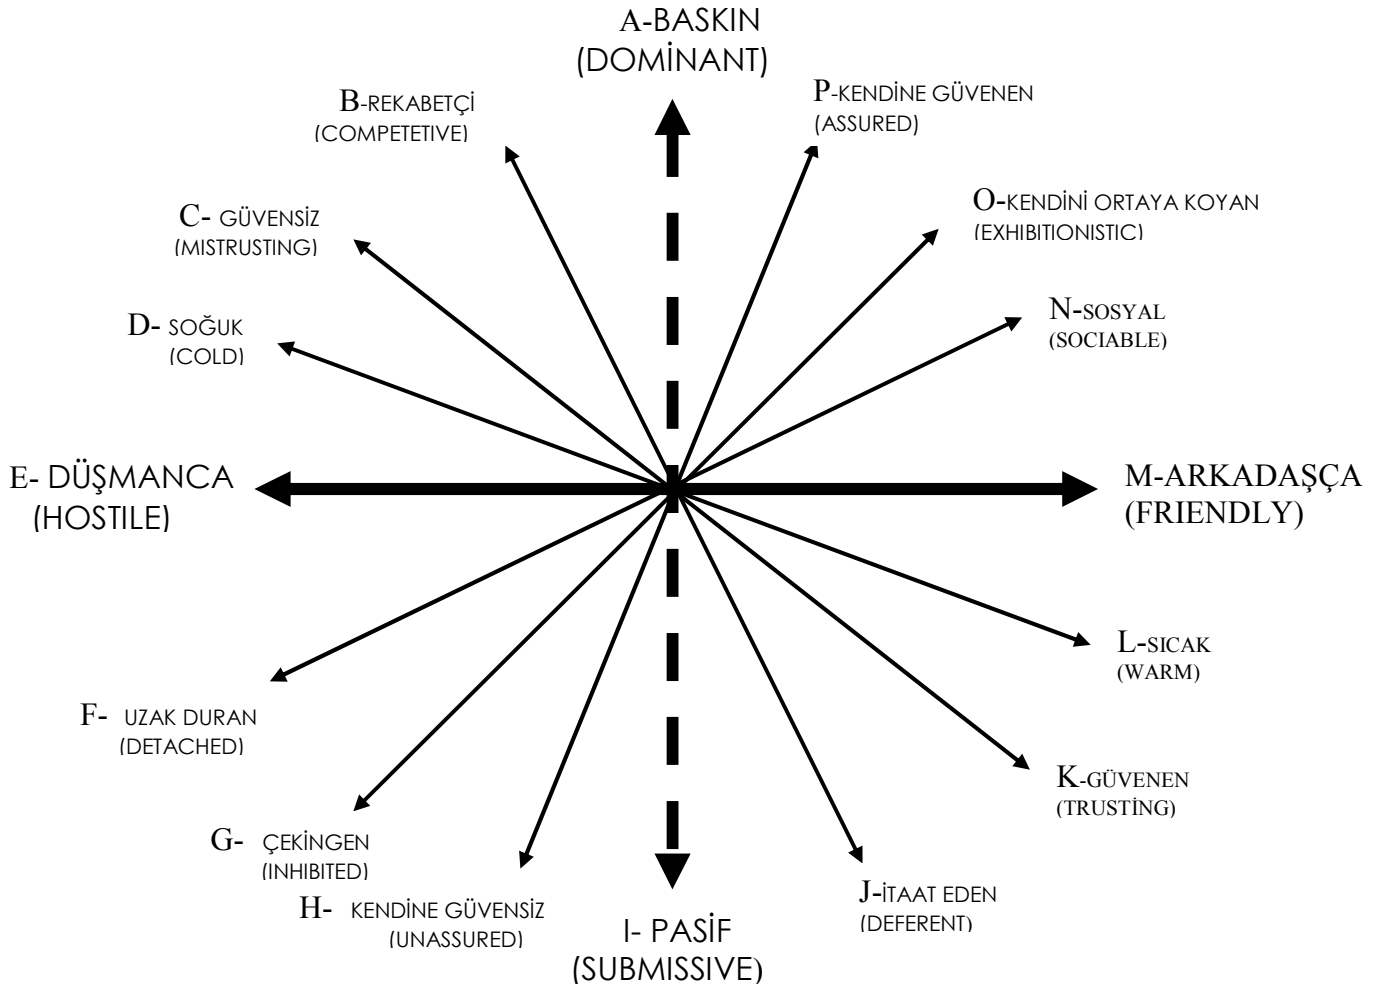 A-BASKIN
(DOMİNANT)
B-REKABETÇİ
(COMPETETIVE)
P-KENDİNE GÜVENEN
(ASSURED)
C- GÜVENSİZ
(MISTRUSTING)
O-KENDİNİ ORTAYA KOYAN
(EXHIBITIONISTIC)
D- SOĞUK
(COLD)
N-SOSYAL
(SOCIABLE)
E- DÜŞMANCA
(HOSTILE)
M-ARKADAŞÇA
(FRIENDLY)
F- UZAK DURAN
(DETACHED)
L-SICAK
(WARM)
G- ÇEKİNGEN
(INHIBITED)
K-GÜVENEN
(TRUSTİNG)
H- KENDİNE GÜVENSİZ
(UNASSURED)
J-İTAAT EDEN
(DEFERENT)
I- PASİF
(SUBMISSIVE)